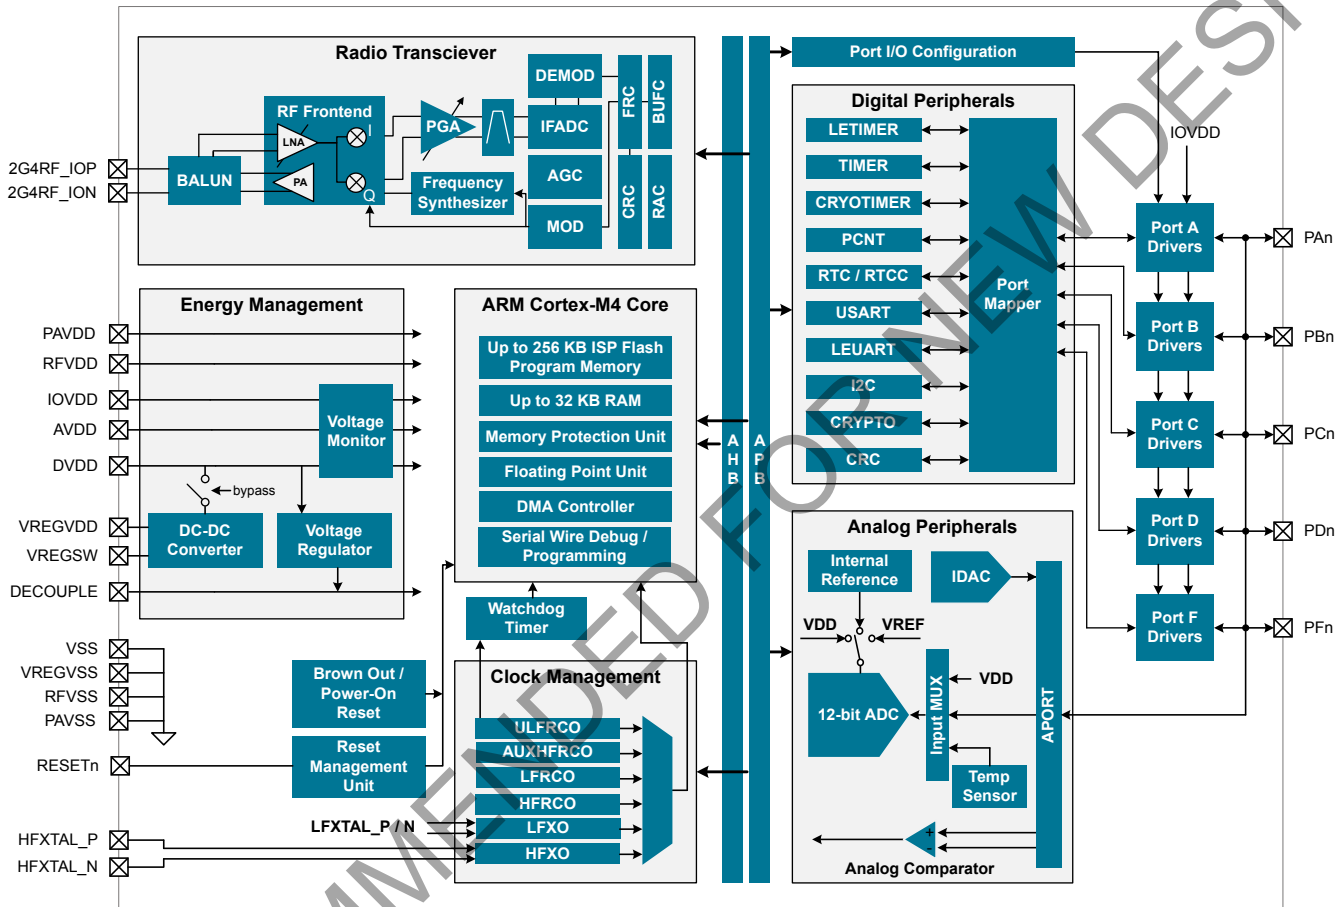 Radio Transciever
RF Frontend
LNA
PA
I
Q
BALUN
PGA
Frequency
Synthesizer
DEMOD
IFADC
AGC
MOD
FRC
BUFC
CRC
RAC
2G4RF_IOP
2G4RF_ION
Energy Management
PAVDD
RFVDD
IOVDD
AVDD
DVDD
VREGVDD
VREGSW
DECOUPLE
Voltage
Monitor
bypass
DC-DC
Converter
Voltage
Regulator
VSS
VREGVSS
RFVSS
PAVSS
RESETn
HFXTAL_P
HFXTAL_N
Brown Out /
Power-On
Reset
Reset
Management
Unit
LFXTAL_P / N
ARM Cortex-M4 Core
Up to 256 KB ISP Flash
Program Memory
Up to 32 KB RAM
Memory Protection Unit
Floating Point Unit
DMA Controller
Serial Wire Debug /
Programming
Watchdog
Timer
Clock Management
ULFRCO
AUXHFRCO
LFRCO
HFRCO
LFXO
HFXO
AHB
APB
Port I/O Configuration
Digital Peripherals
LETIMER
TIMER
CRYOTIMER
PCNT
RTC / RTCC
USART
LEUART
I2C
CRYPTO
CRC
Port
Mapper
IOVDD
Port A
Drivers
Port B
Drivers
Port C
Drivers
Port D
Drivers
Port F
Drivers
PAn
PBn
PCn
PDn
PFn
Analog Peripherals
Internal
Reference
IDAC
VDD
VREF
12-bit ADC
Input MUX
VDD
Temp
Sensor
APORT
+
-
Analog Comparator
MMENDED FOR NEW DESI